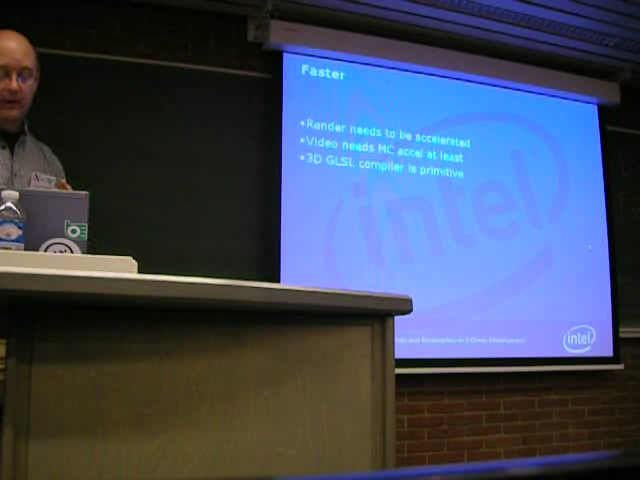 Faster
•Render needs to be accelerated
•Video needs MC accel at least
•3D GLSL compiler is primitive
intel
intel